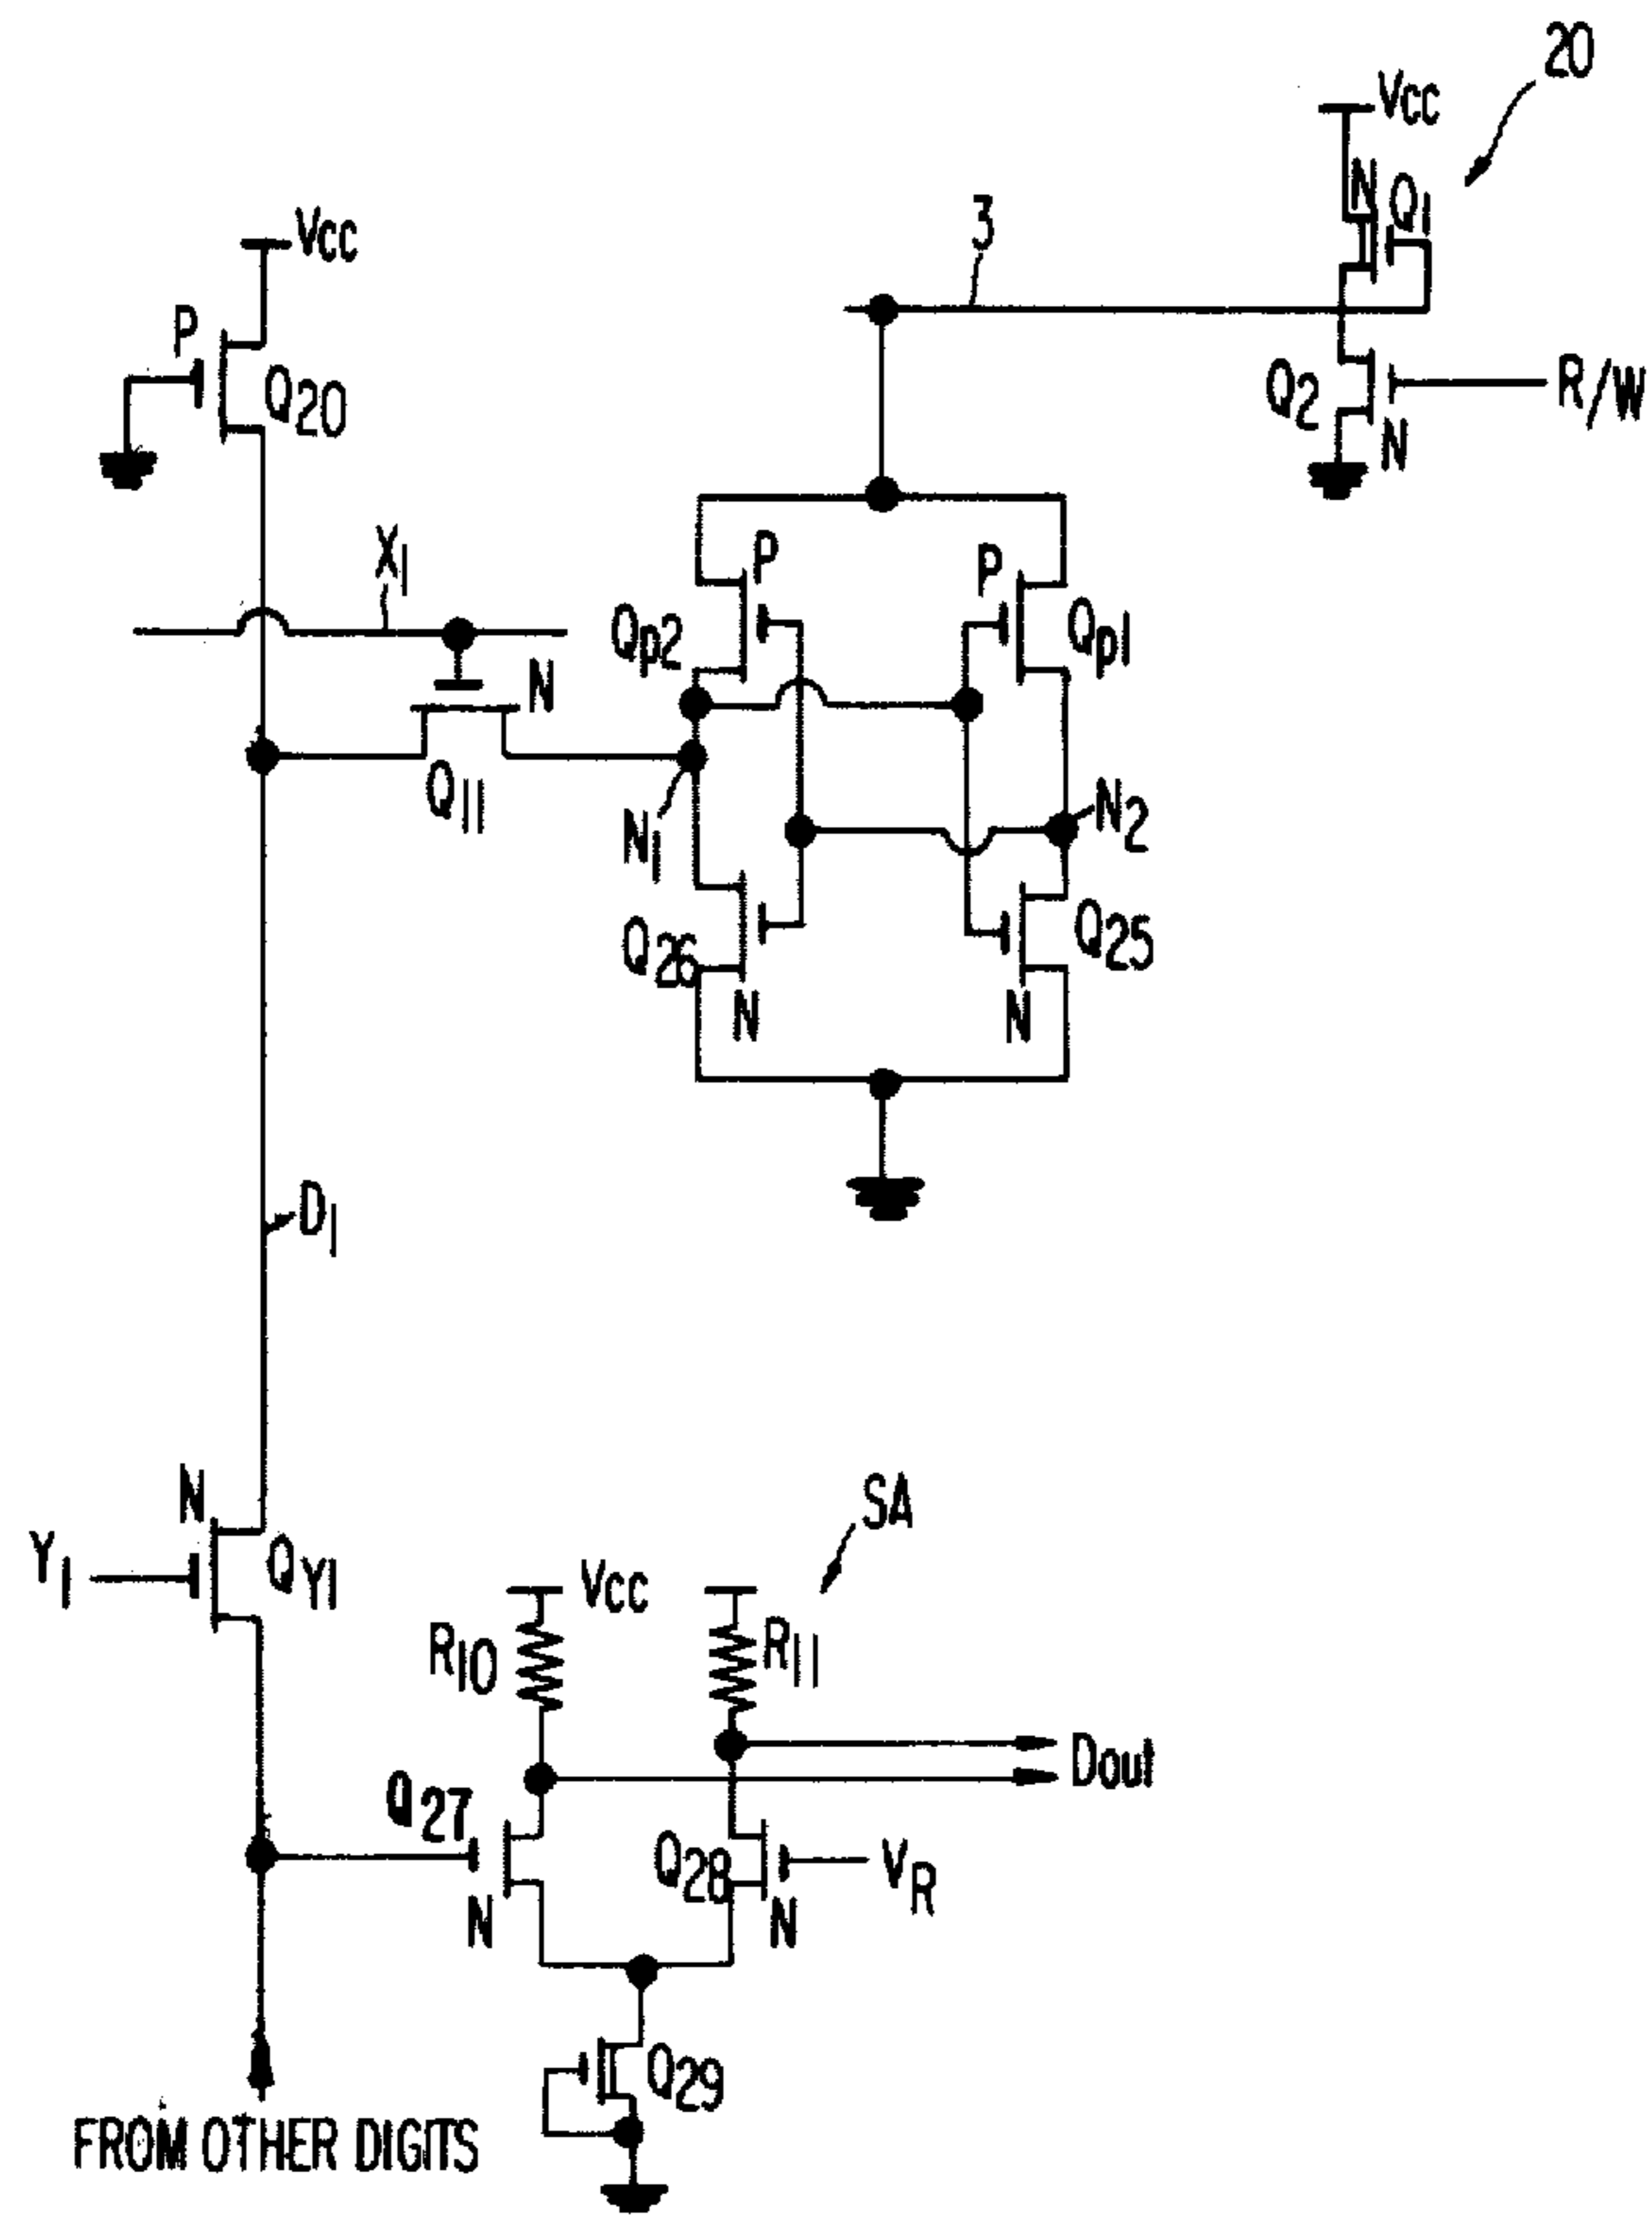 20
VCC
N
Q1
3
VCC
P
Q20
Q2
R/W
N
X1
P
P
Qp2
Qp1
N
Q11
N1
N2
Q26
Q25
N
N
D1
N
SA
Y1
QY1
VCC
R10
R11
Dout
Q27
Q28
VR
N
N
Q29
FROM OTHER DIGITS